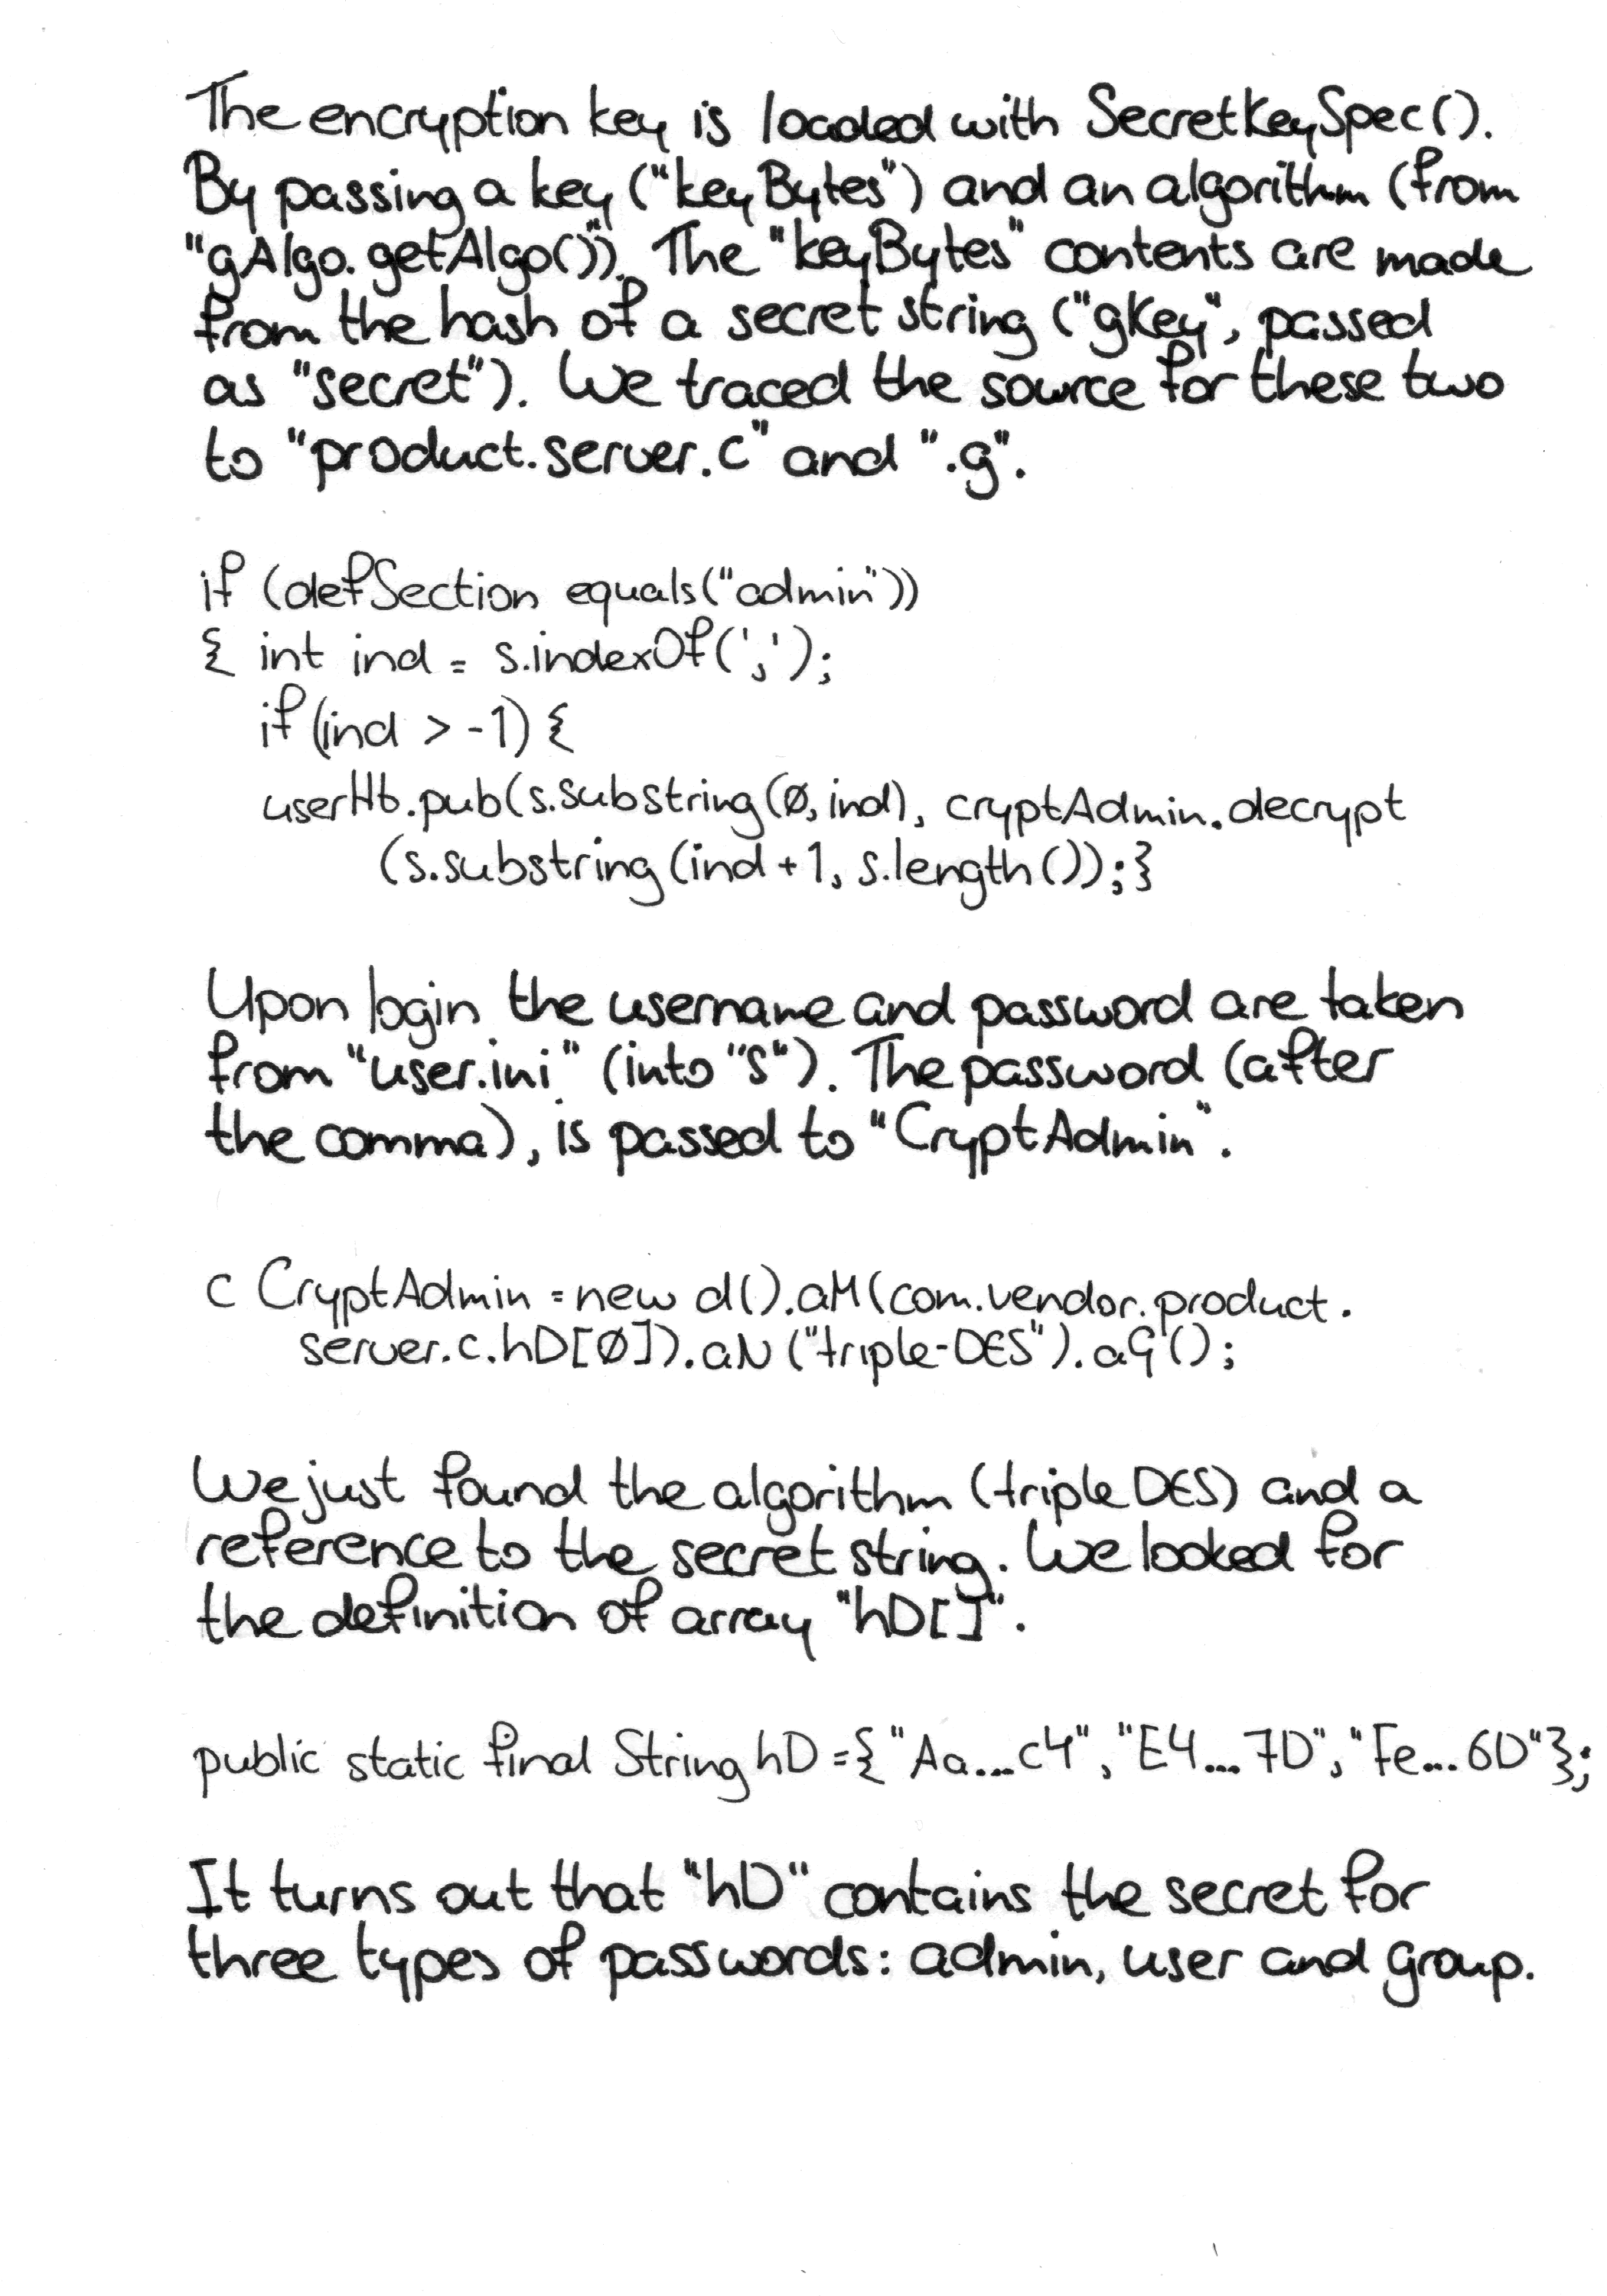 The encryption key is loaded with SecretKeySpec().
By passing a key ("keyBytes") and an algorithm (from
"gAlgo.getAlgo()"). The "keyBytes" contents are made
from the hash of a secret string ("gKey", passed
as "secret"). We traced the source for these two
to "product.server.c" and ".g".
if (defSection equals("admin"))
{ int ind = s.indexOf(',');
if (ind > -1) {
userHt.pub(s.substring(0, ind), cryptAdmin.decrypt
(s.substring(ind+1, s.length());}
Upon login the username and password are taken
from "user.ini" (into "s"). The password (after
the comma), is passed to "CryptAdmin".
c CryptAdmin = new d().aM(com.vendor.product.
server.c.hD[0]).aN("triple-DES").aG();
We just found the algorithm (triple DES) and a
reference to the secret string. We looked for
the definition of array "hD[]".
public static final String hD={"Aa...c4","E4...7D","Fe...6D"};
It turns out that "hD" contains the secret for
three types of passwords: admin, user and group.